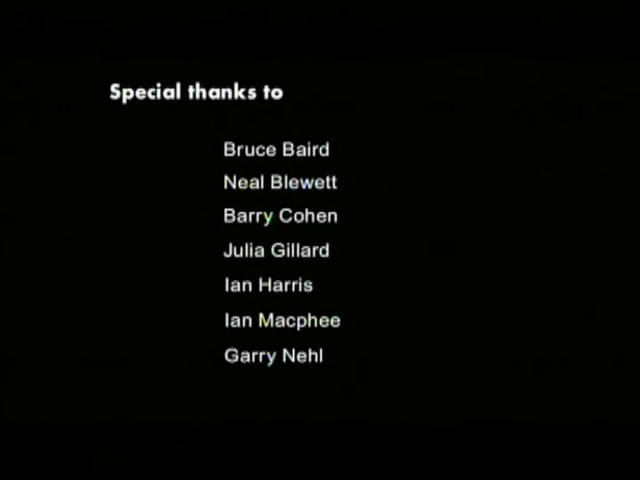 Special thanks to
Bruce Baird
Neal Blewett
Barry Cohen
Julia Gillard
Ian Harris
Ian Macphee
Garry Nehl